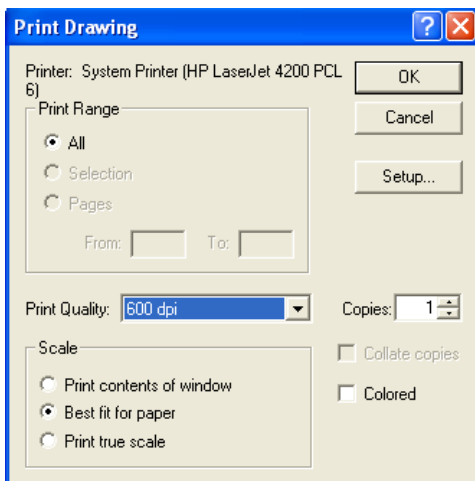 Print Drawing
Printer: System Printer (HP LaserJet 4200 PCL
6)
OK
Cancel
Setup...
Print Range
All
Selection
Pages
From: To:
Print Quality: 600 dpi
Copies: 1
Collate copies
Colored
Scale
Print contents of window
Best fit for paper
Print true scale